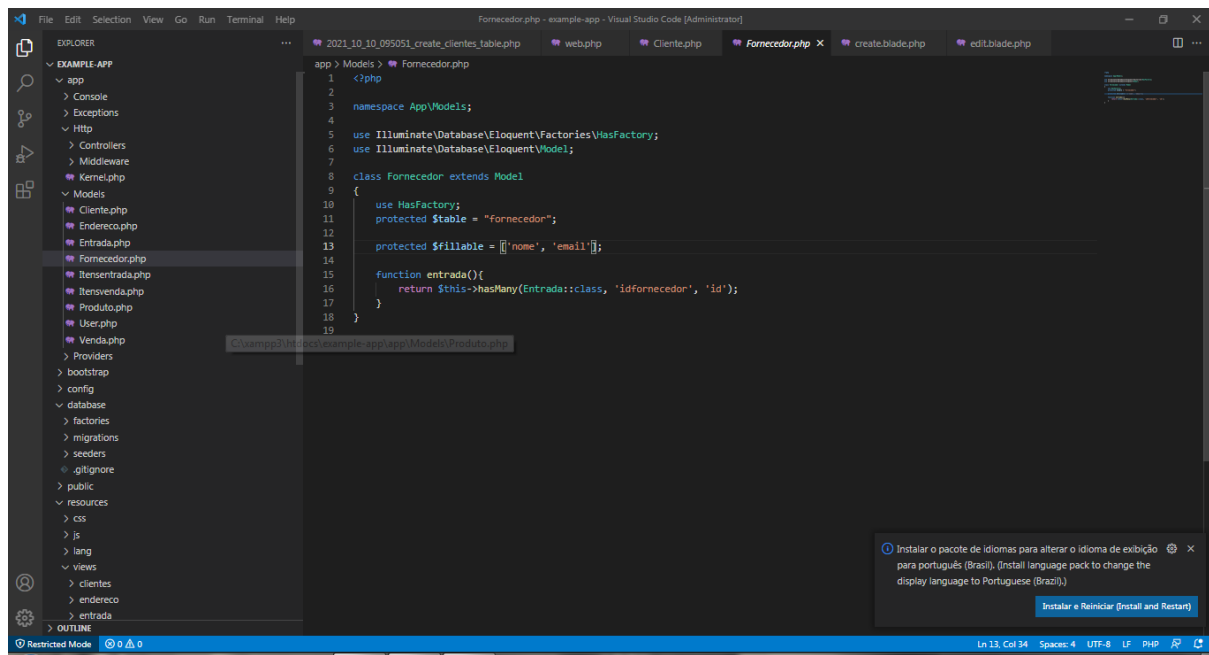 File Edit Selection View Go Run Terminal Help
Fornecedor.php - example-app - Visual Studio Code [Administrator]
EXPLORER
2021_10_10_095051_create_clientes_table.php
web.php
Cliente.php
Fornecedor.php
create.blade.php
edit.blade.php
EXAMPLE-APP
app
Console
Exceptions
Http
Controllers
Middleware
Kernel.php
Models
Cliente.php
Endereco.php
Entrada.php
Fornecedor.php
Itensentrada.php
Itensvenda.php
Produto.php
User.php
Venda.php
Providers
bootstrap
config
database
factories
migrations
seeders
.gitignore
public
resources
css
js
lang
views
clientes
endereco
entrada
OUTLINE
app > Models > Fornecedor.php
1 <?php
2
3 namespace App\Models;
4
5 use Illuminate\Database\Eloquent\Factories\HasFactory;
6 use Illuminate\Database\Eloquent\Model;
7
8 class Fornecedor extends Model
9 {
10 use HasFactory;
11 protected $table = "fornecedor";
12
13 protected $fillable = ['nome', 'email'];
14
15 function entrada(){
16 return $this->hasMany(Entrada::class, 'idfornecedor', 'id');
17 }
18 }
19
C:\xampp3\htdocs\example-app\app\Models\Produto.php
Instalar o pacote de idiomas para alterar o idioma de exibição
para português (Brasil). (Install language pack to change the
display language to Portuguese (Brazil).)
Instalar e Reiniciar (Install and Restart)
Restricted Mode 0 0
Ln 13, Col 34 Spaces: 4 UTF-8 LF PHP